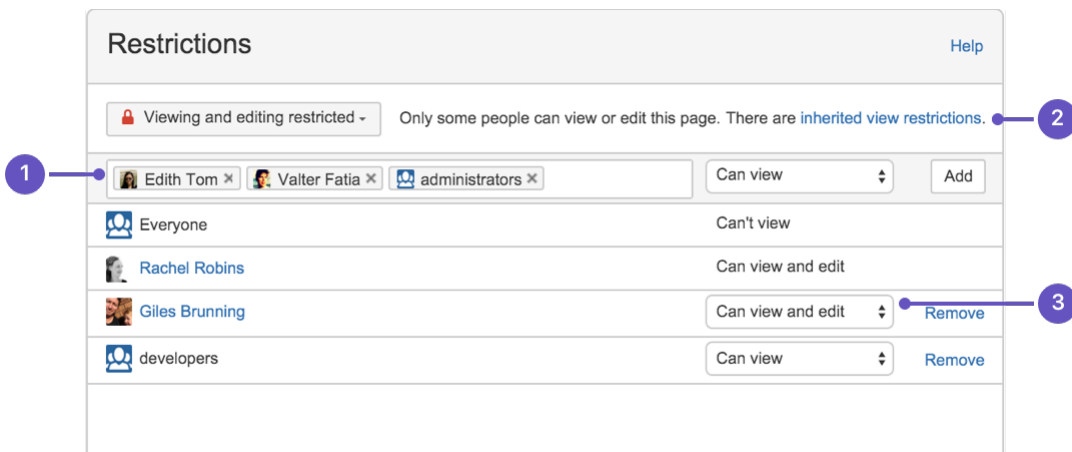 Restrictions Help
Viewing and editing restricted Only some people can view or edit this page. There are inherited view restrictions. 2
1 Edith Tom × Valter Fatia × administrators × Can view Add
Everyone Can't view
Rachel Robins Can view and edit
Giles Brunning Can view and edit Remove 3
developers Can view Remove